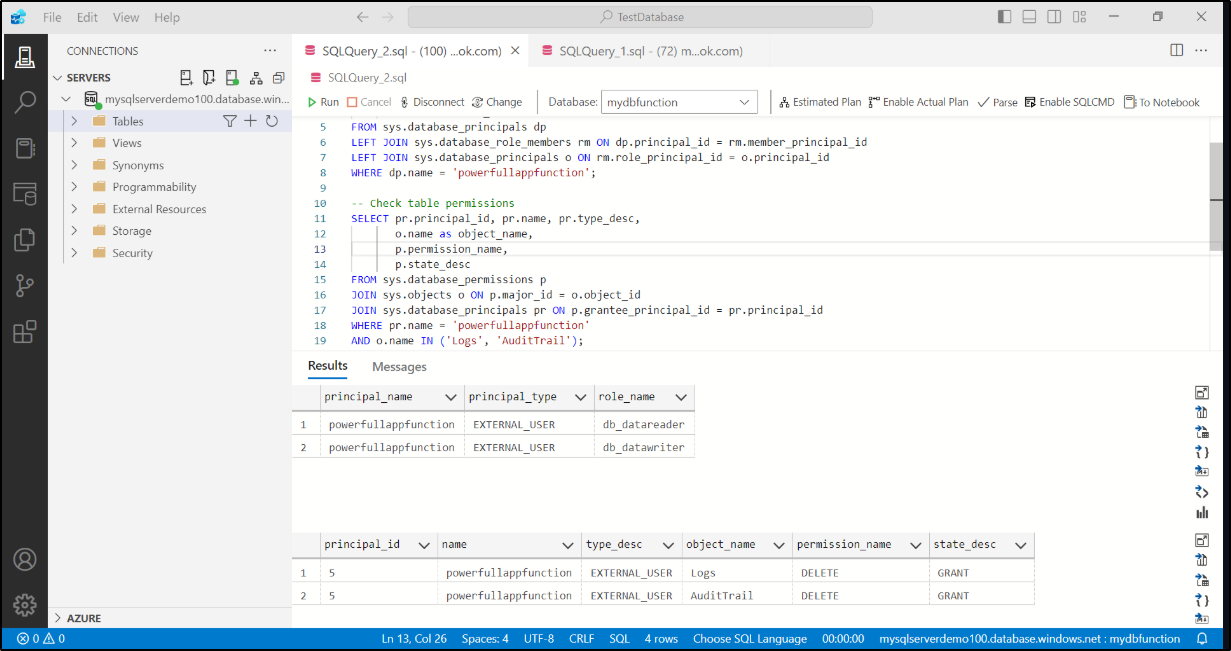 File Edit View Help TestDatabase
CONNECTIONS ...
SERVERS
mysqlserverdemo100.database.win...
Tables
Views
Synonyms
Programmability
External Resources
Storage
Security
AZURE
SQLQuery_2.sql - (100) ...ok.com) SQLQuery_1.sql - (72) m...ok.com)
SQLQuery_2.sql
Run Cancel Disconnect Change Database: mydbfunction Estimated Plan Enable Actual Plan Parse Enable SQLCMD To Notebook
5 FROM sys.database_principals dp
6 LEFT JOIN sys.database_role_members rm ON dp.principal_id = rm.member_principal_id
7 LEFT JOIN sys.database_principals o ON rm.role_principal_id = o.principal_id
8 WHERE dp.name = 'powerfullappfunction';
9
10 -- Check table permissions
11 SELECT pr.principal_id, pr.name, pr.type_desc,
12 o.name as object_name,
13 p.permission_name,
14 p.state_desc
15 FROM sys.database_permissions p
16 JOIN sys.objects o ON p.major_id = o.object_id
17 JOIN sys.database_principals pr ON p.grantee_principal_id = pr.principal_id
18 WHERE pr.name = 'powerfullappfunction'
19 AND o.name IN ('Logs', 'AuditTrail');
Results Messages
principal_name principal_type role_name
1 powerfullappfunction EXTERNAL_USER db_datareader
2 powerfullappfunction EXTERNAL_USER db_datawriter
principal_id name type_desc object_name permission_name state_desc
1 5 powerfullappfunction EXTERNAL_USER Logs DELETE GRANT
2 5 powerfullappfunction EXTERNAL_USER AuditTrail DELETE GRANT
0 0 Ln 13, Col 26 Spaces: 4 UTF-8 CRLF SQL 4 rows Choose SQL Language 00:00:00 mysqlserverdemo100.database.windows.net : mydbfunction